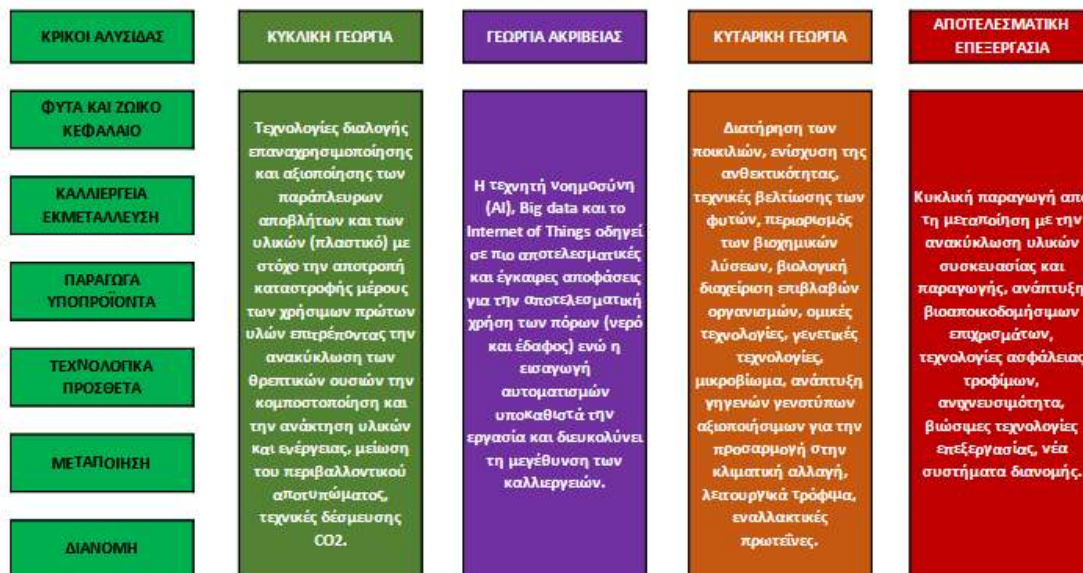 ΚΡΙΚΟΙ ΑΛΥΣΙΔΑΣ
ΦΥΤΑ ΚΑΙ ΖΩΙΚΟ
ΚΕΦΑΛΑΙΟ
ΚΑΛΛΙΕΡΓΕΙΑ
ΕΚΜΕΤΑΛΛΕΥΣΗ
ΠΑΡΑΓΩΓΑ
ΥΠΟΠΡΟΪΟΝΤΑ
ΤΕΧΝΟΛΟΓΙΚΑ
ΠΡΟΣΘΕΤΑ
ΜΕΤΑΠΟΙΗΣΗ
ΔΙΑΝΟΜΗ
ΚΥΚΛΙΚΗ ΓΕΩΡΓΙΑ
Τεχνολογίες διαλογής
επαναχρησιμοποίησης
και αξιοποίησης των
παράπλευρων
αποβλήτων και των
υλικών (πλαστικό) με
στόχο την αποτροπή
καταστροφής μέρους
των χρήσιμων πρώτων
υλών επιτρέποντας την
ανακύκλωση των
θρεπτικών ουσιών την
κομποστοποίηση και
την ανάκτηση υλικών
και ενέργειας, μείωση
του περιβαλλοντικού
αποτυπώματος,
τεχνικές δέσμευσης
CO2.
ΓΕΩΡΓΙΑ ΑΚΡΙΒΕΙΑΣ
Η τεχνητή νοημοσύνη
(AI), Big data και το
Internet of Things οδηγεί
σε πιο αποτελεσματικές
και έγκαιρες αποφάσεις
για την αποτελεσματική
χρήση των πόρων (νερό
και έδαφος) ενώ η
εισαγωγή
αυτοματισμών
υποκαθιστά την
εργασία και διευκολύνει
τη μεγέθυνση των
καλλιεργειών.
ΚΥΤΑΡΙΚΗ ΓΕΩΡΓΙΑ
Διατήρηση των
ποικιλιών, ενίσχυση της
ανθεκτικότητας,
τεχνικές βελτίωσης των
φυτών, περιορισμός
των βιοχημικών
λύσεων, βιολογική
διαχείριση επιβλαβών
οργανισμών, ομικές
τεχνολογίες, γενετικές
τεχνολογίες,
μικροβίωμα, ανάπτυξη
γηγενών γενοτύπων
αξιοποιήσιμων για την
προσαρμογή στην
κλιματική αλλαγή,
λειτουργικά τρόφιμα,
εναλλακτικές
πρωτεΐνες.
ΑΠΟΤΕΛΕΣΜΑΤΙΚΗ
ΕΠΕΞΕΡΓΑΣΙΑ
Κυκλική παραγωγή από
τη μεταποίηση με την
ανακύκλωση υλικών
συσκευασίας και
παραγωγής, ανάπτυξη
βιοαποικοδομήσιμων
επιχρισμάτων,
τεχνολογίες ασφάλειας
τροφίμων,
ανιχνευσιμότητα,
βιώσιμες τεχνολογίες
επεξεργασίας, νέα
συστήματα διανομής.